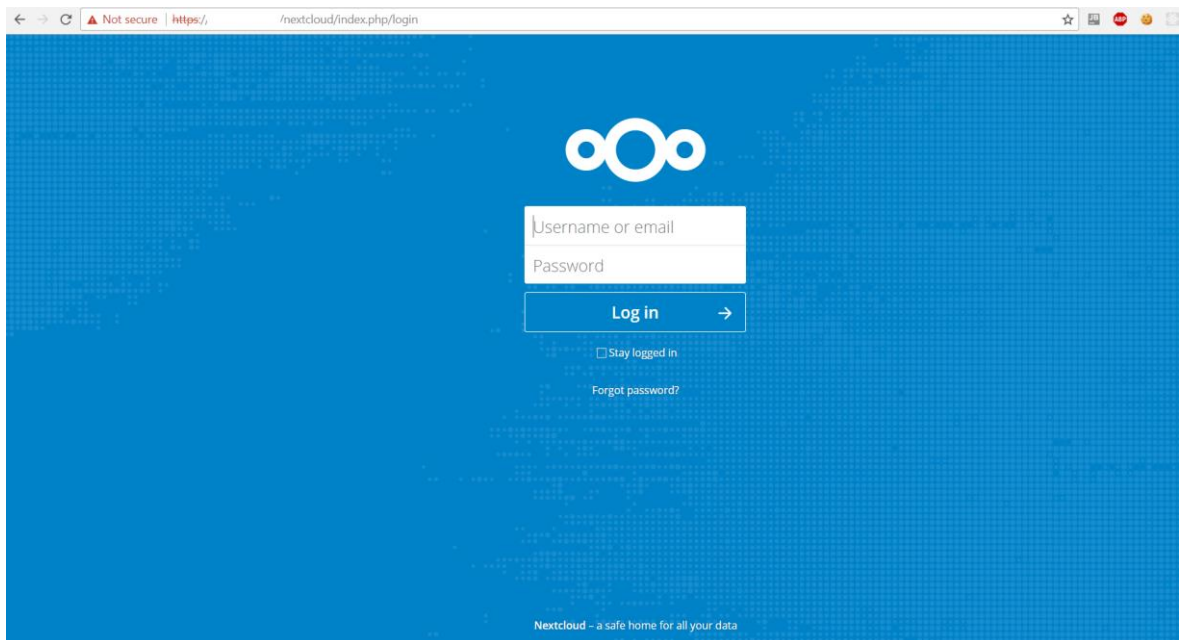 Not secure https:/, /nextcloud/index.php/login
ABP
Username or email
Password
Log in
Stay logged in
Forgot password?
Nextcloud – a safe home for all your data